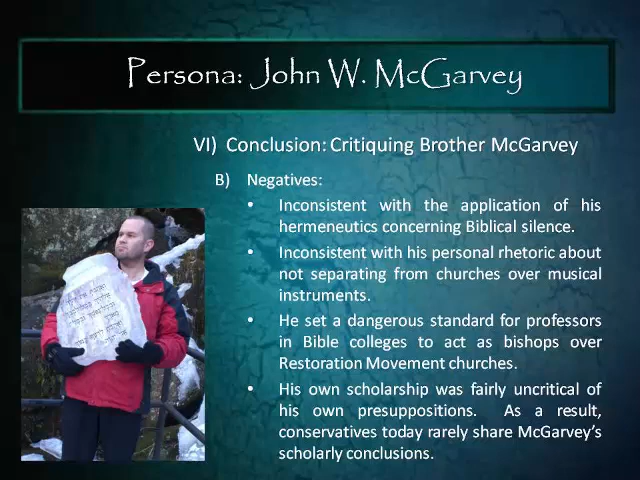 Persona: John W. McGarvey
VI) Conclusion: Critiquing Brother McGarvey
B) Negatives:
• Inconsistent with the application of his
hermeneutics concerning Biblical silence.
• Inconsistent with his personal rhetoric about
not separating from churches over musical
instruments.
• He set a dangerous standard for professors
in Bible colleges to act as bishops over
Restoration Movement churches.
• His own scholarship was fairly uncritical of
his own presuppositions. As a result,
conservatives today rarely share McGarvey's
scholarly conclusions.